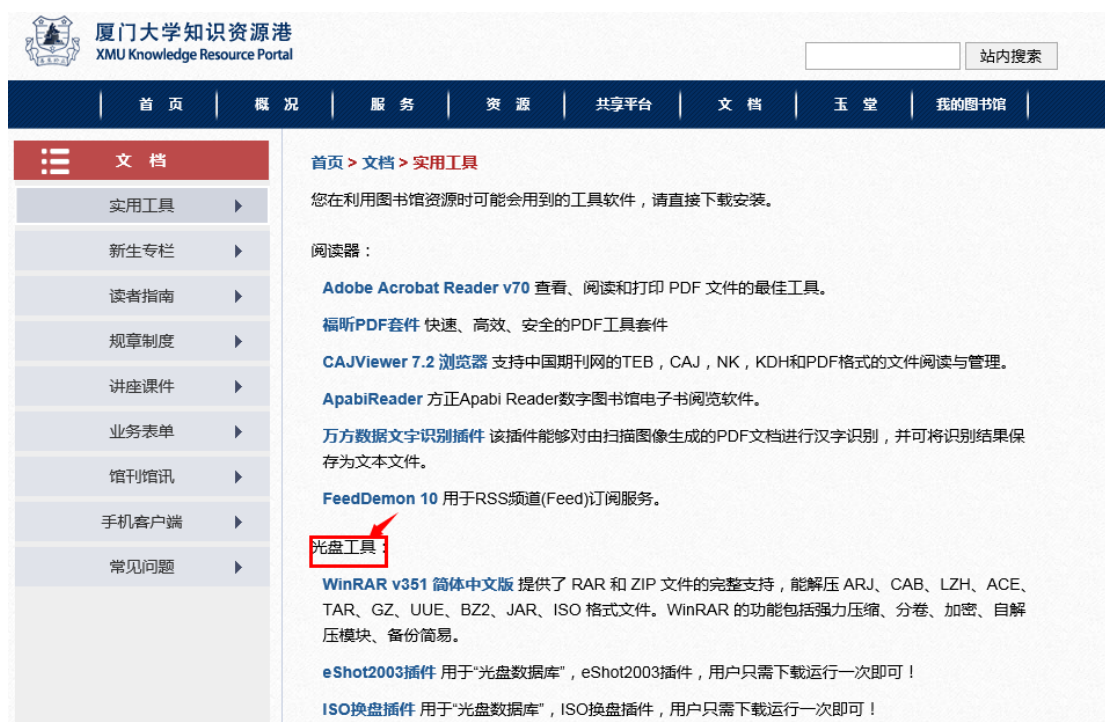 厦门大学知识资源港
XMU Knowledge Resource Portal
站内搜索
首 页 概 况 服 务 资 源 共享平台 文 档 玉 堂 我的图书馆
文 档
实用工具
新生专栏
读者指南
规章制度
讲座课件
业务表单
馆刊馆讯
手机客户端
常见问题
首页 > 文档 > 实用工具
您在利用图书馆资源时可能会用到的工具软件，请直接下载安装。
阅读器：
Adobe Acrobat Reader v70 查看、阅读和打印 PDF 文件的最佳工具。
福昕PDF套件 快速、高效、安全的PDF工具套件
CAJViewer 7.2 浏览器 支持中国期刊网的TEB，CAJ，NK，KDH和PDF格式的文件阅读与管理。
ApabiReader 方正Apabi Reader数字图书馆电子书阅览软件。
万方数据文字识别插件 该插件能够对由扫描图像生成的PDF文档进行汉字识别，并可将识别结果保
存为文本文件。
FeedDemon 10 用于RSS频道(Feed)订阅服务。
光盘工具：
WinRAR v351 简体中文版 提供了 RAR 和 ZIP 文件的完整支持，能解压 ARJ、CAB、LZH、ACE、
TAR、GZ、UUE、BZ2、JAR、ISO 格式文件。WinRAR 的功能包括强力压缩、分卷、加密、自解
压模块、备份简易。
eShot2003插件 用于“光盘数据库”，eShot2003插件，用户只需下载运行一次即可！
ISO换盘插件 用于“光盘数据库”，ISO换盘插件，用户只需下载运行一次即可！